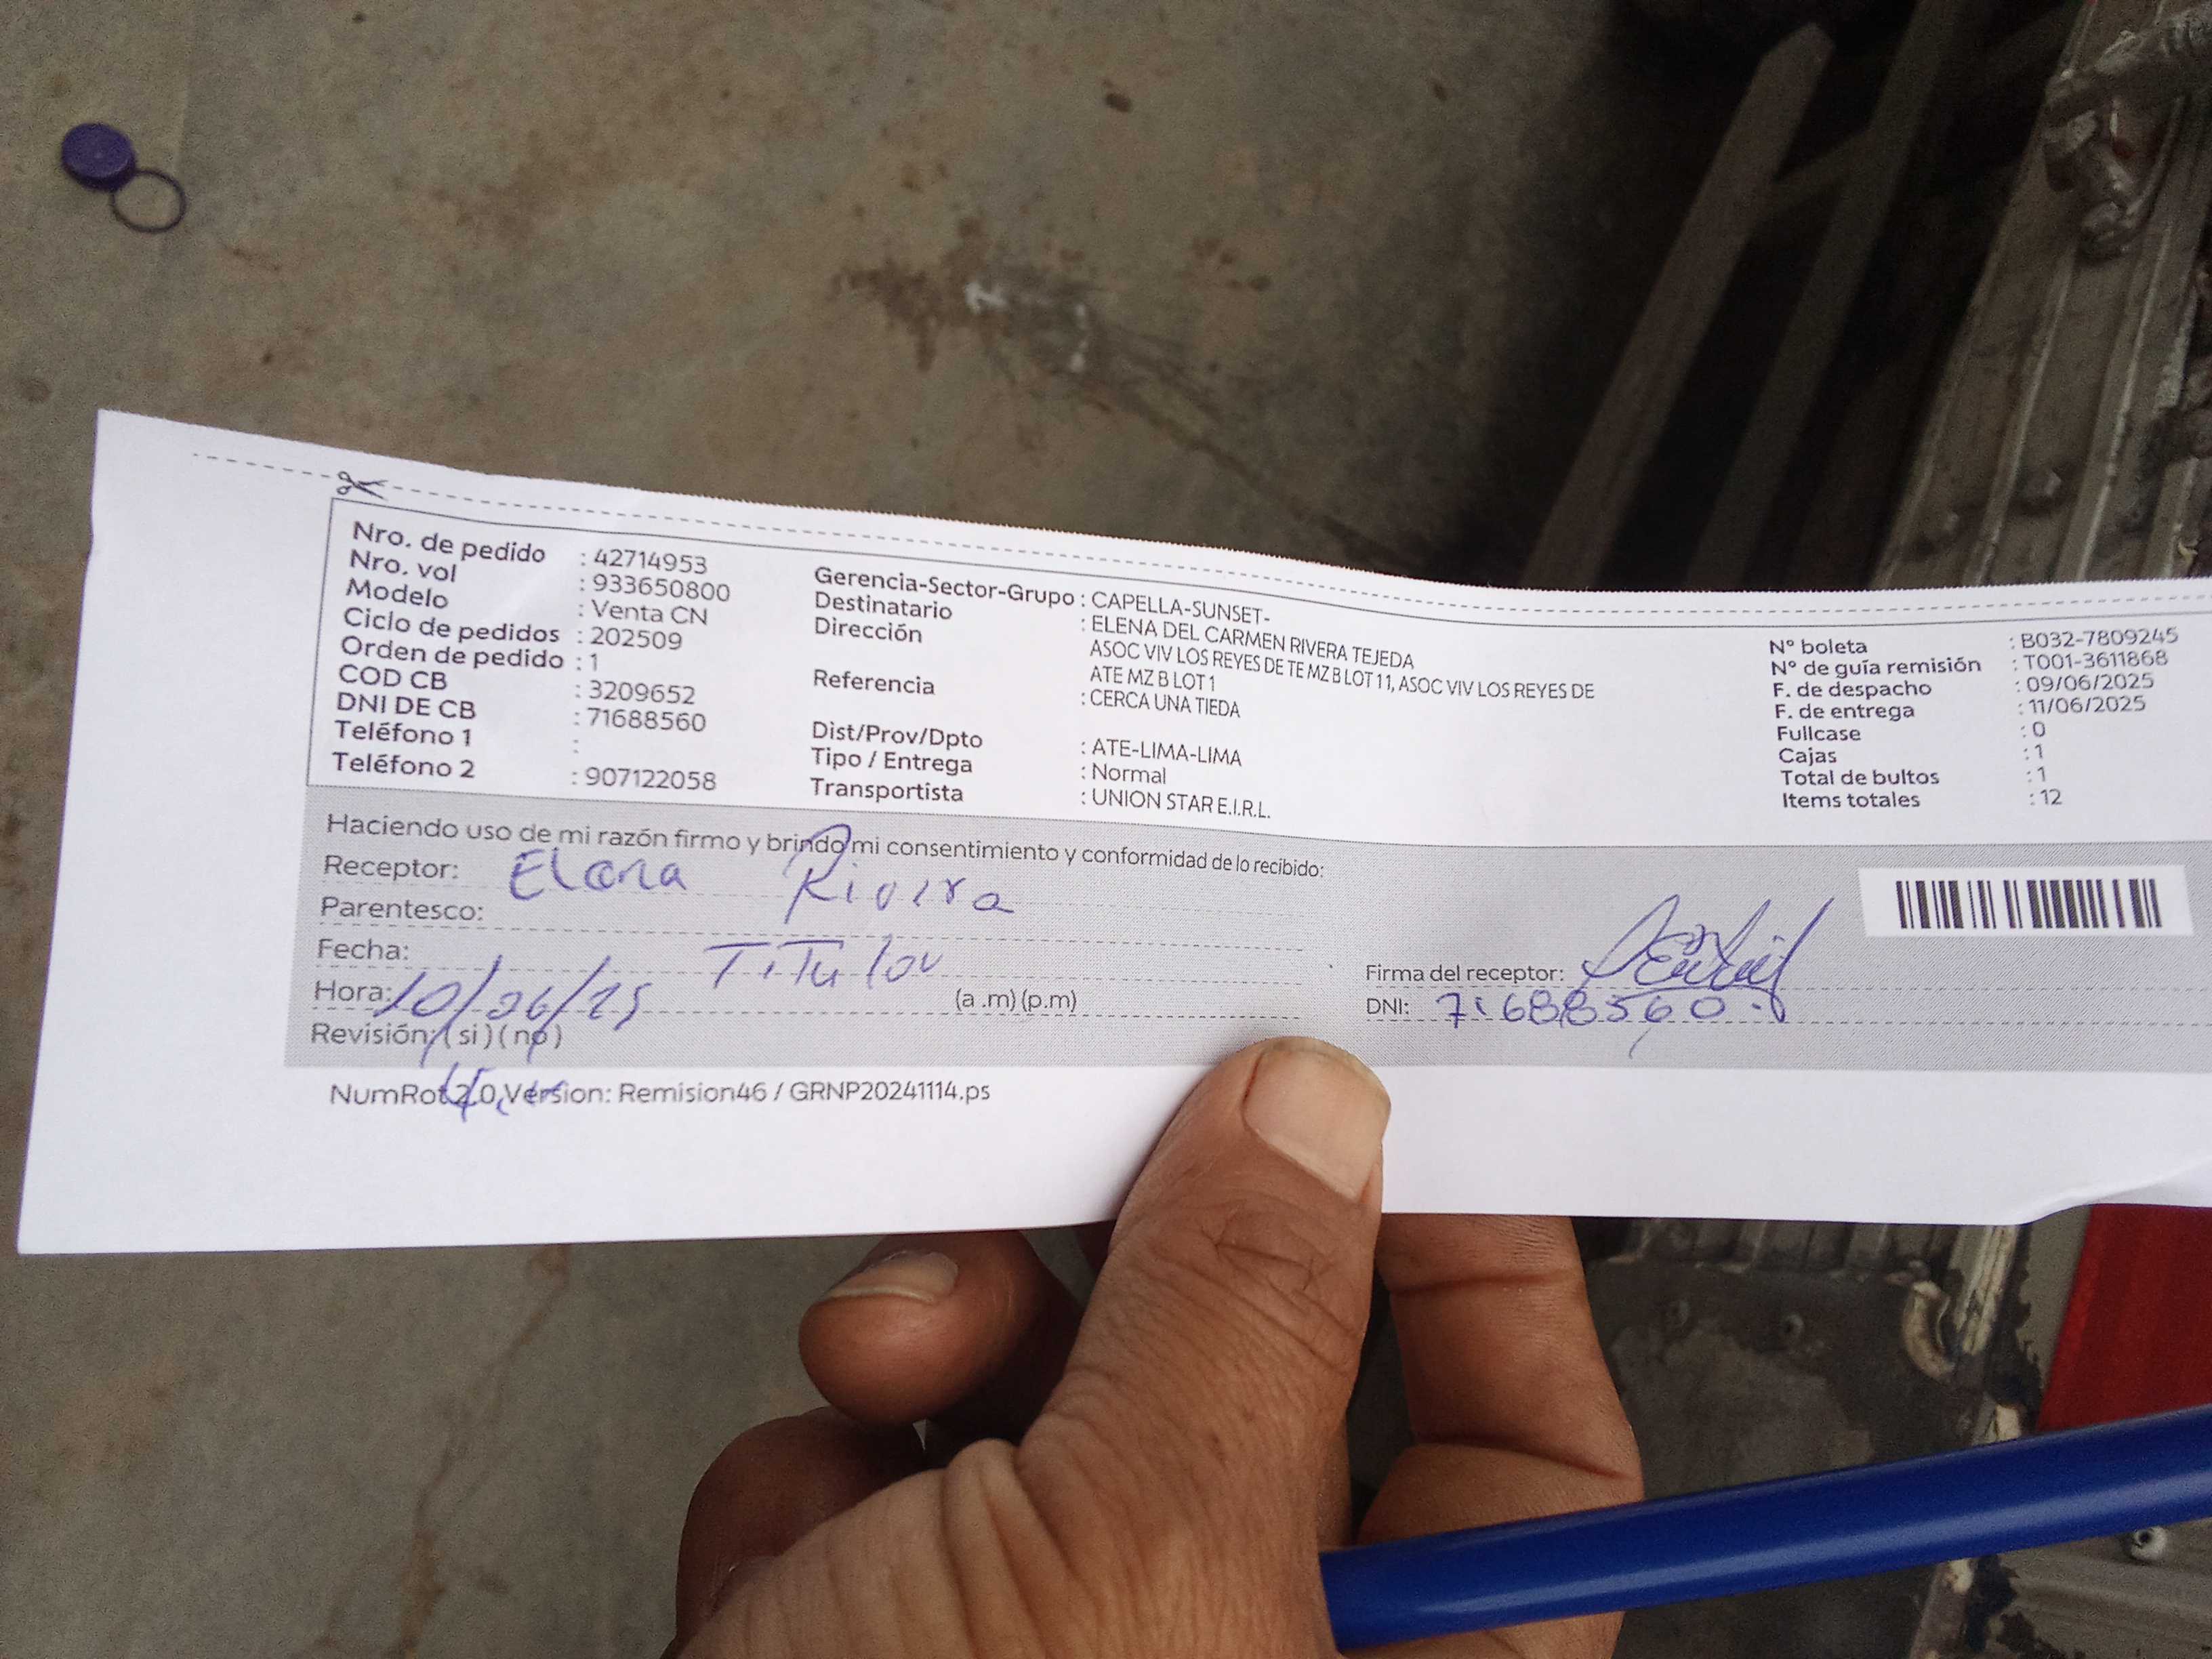 Nro. de pedido : 42714953
Nro. vol : 933650800
Modelo : Venta CN
Ciclo de pedidos : 202509
Orden de pedido : 1
COD CB : 3209652
DNI DE CB : 71688560
Teléfono 1 :
Teléfono 2 : 907122058
Gerencia-Sector-Grupo : CAPELLA-SUNSET-
Destinatario : ELENA DEL CARMEN RIVERA TEJEDA
Dirección ASOC VIV LOS REYES DE TE MZ B LOT 11, ASOC VIV LOS REYES DE
ATE MZ B LOT 1
Referencia : CERCA UNA TIEDA
Dist/Prov/Dpto : ATE-LIMA-LIMA
Tipo / Entrega : Normal
Transportista : UNION STAR E.I.R.L.
N° boleta : B032-7809245
N° de guía remisión : T001-3611868
F. de despacho : 09/06/2025
F. de entrega : 11/06/2025
Fullcase : 0
Cajas : 1
Total de bultos : 1
Items totales : 12
Haciendo uso de mi razón firmo y brindo mi consentimiento y conformidad de lo recibido:
Receptor: Elena Rivera
Parentesco: Titular
Fecha: 10/06/25
Hora: (a .m) (p.m)
Revisión: ( si ) ( no )
Firma del receptor:
DNI: 71688560
NumRot 2.0, Version: Remision46 / GRNP20241114.ps